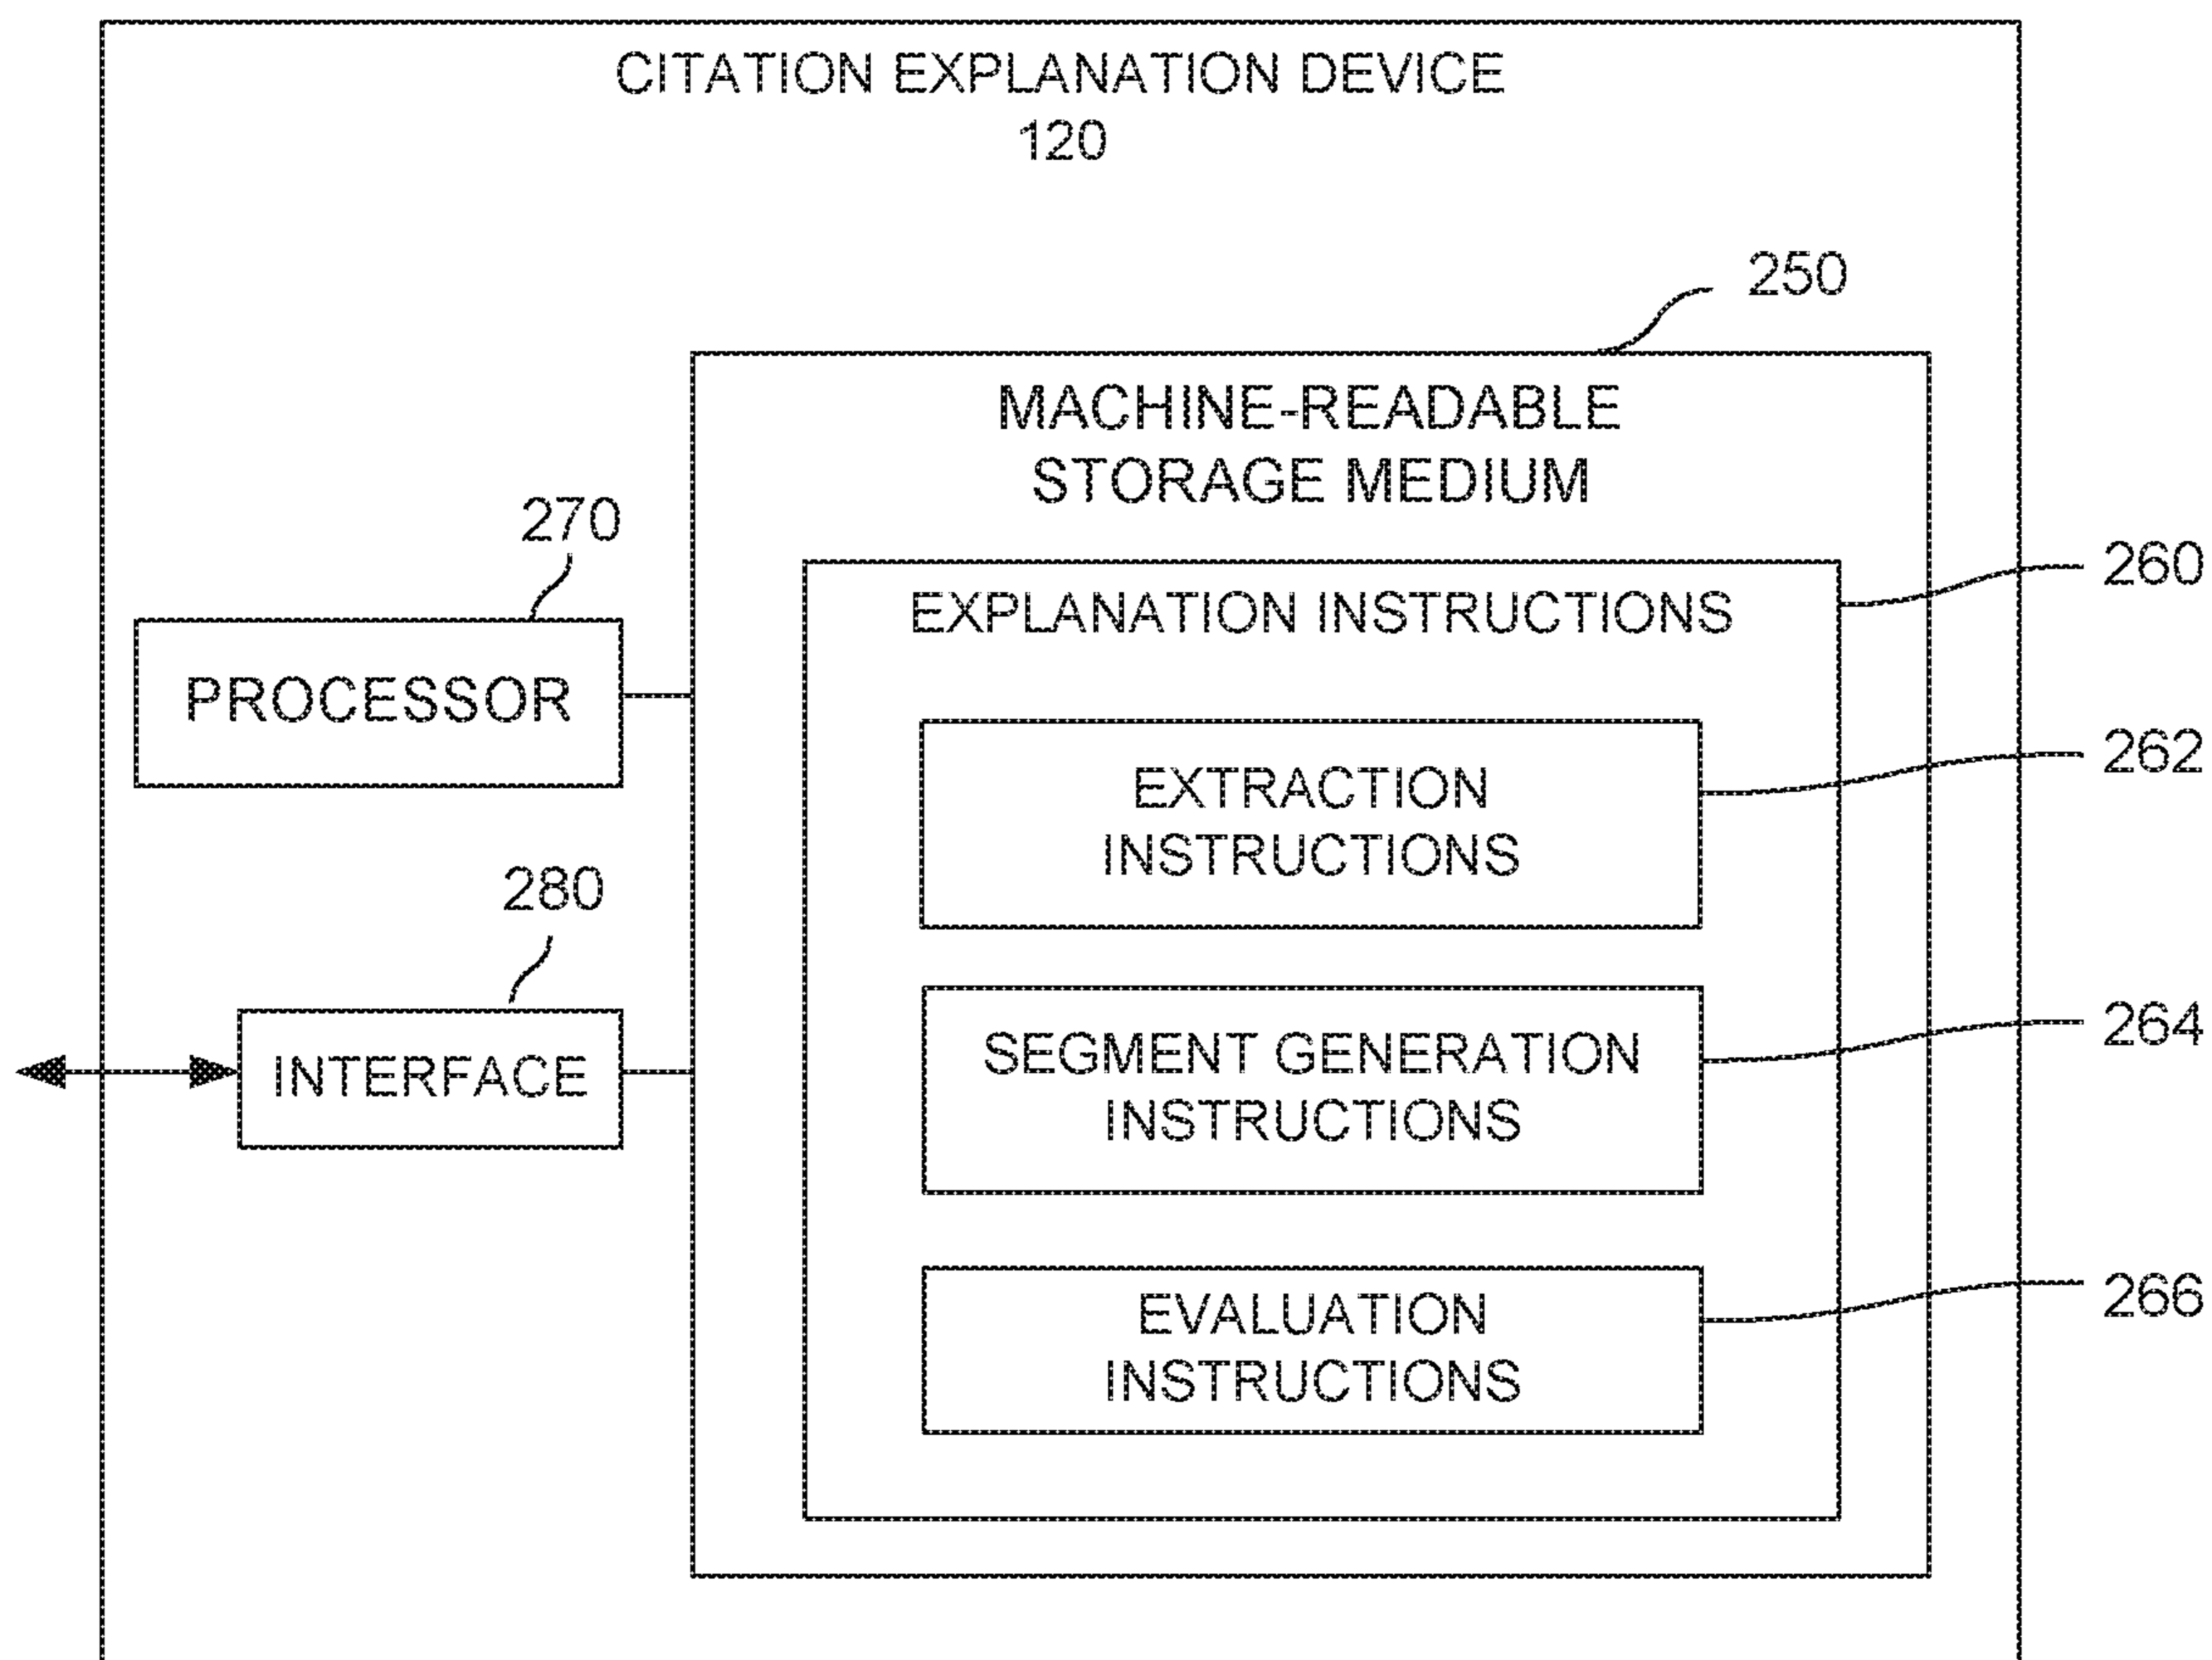 CITATION EXPLANATION DEVICE
120
250
MACHINE-READABLE
STORAGE MEDIUM
270
260
EXPLANATION INSTRUCTIONS
PROCESSOR
262
EXTRACTION
INSTRUCTIONS
280
264
SEGMENT GENERATION
INSTRUCTIONS
INTERFACE
266
EVALUATION
INSTRUCTIONS